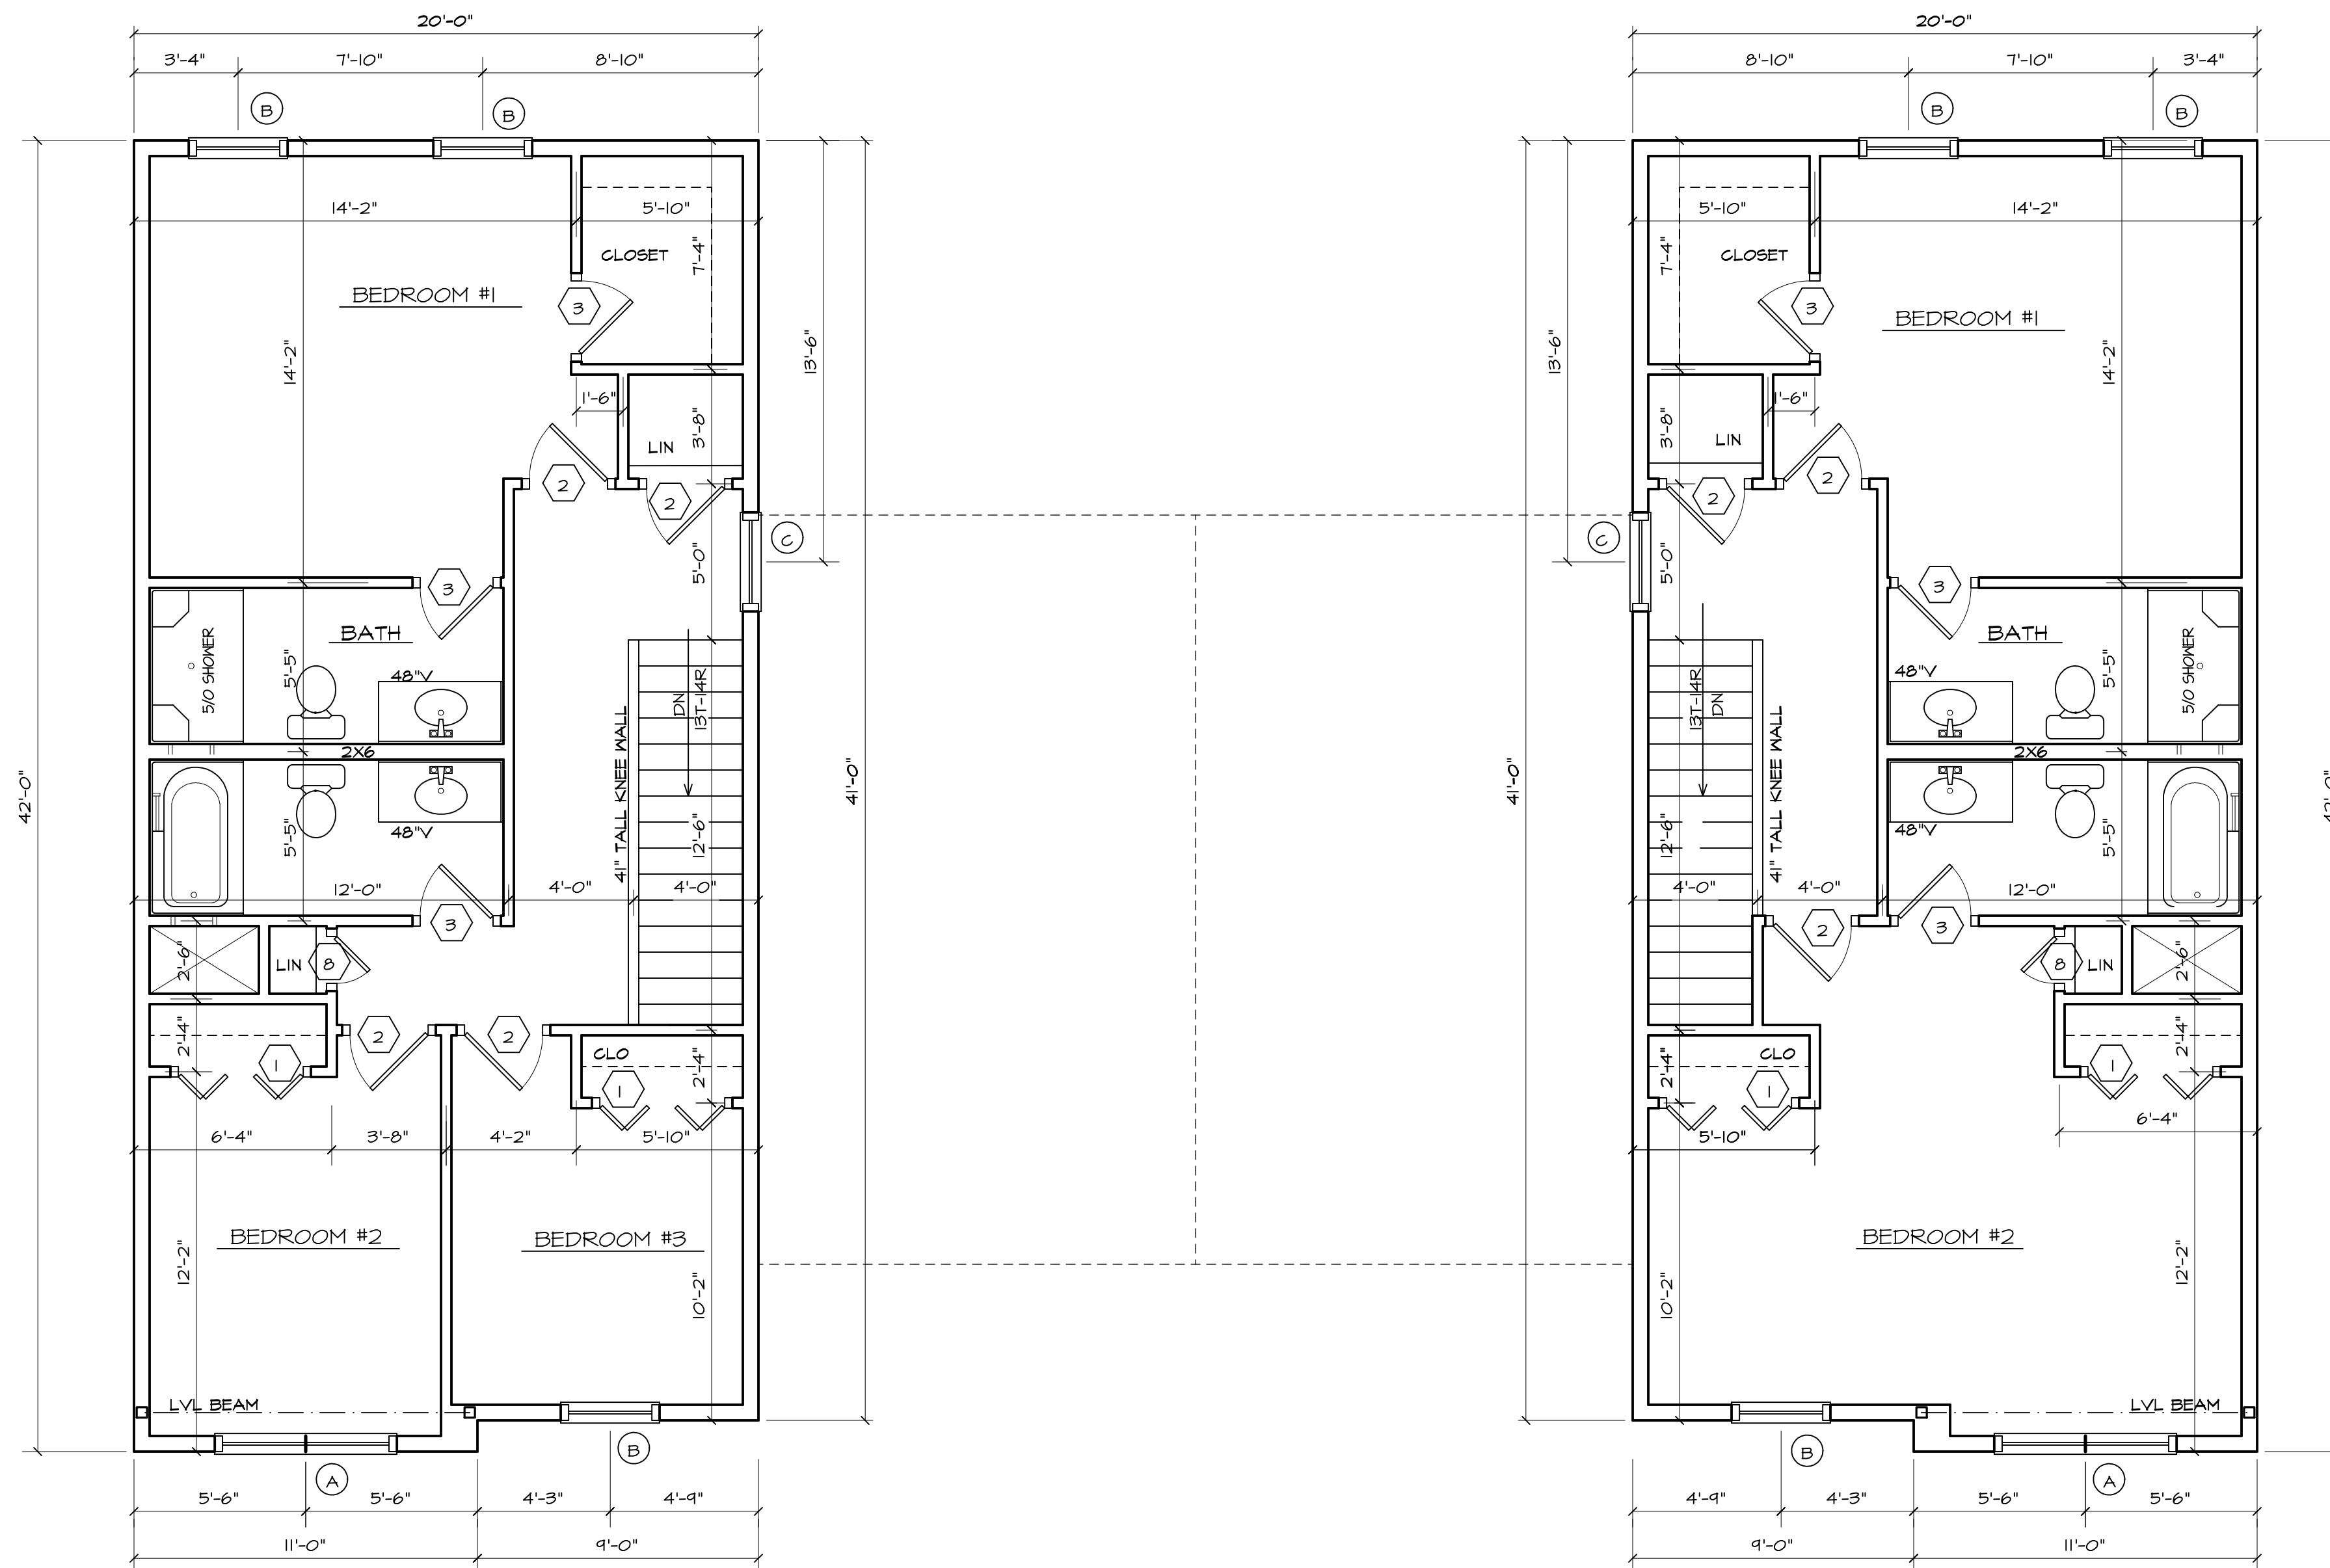 20'-0"
3'-4" 7'-10" 8'-10"
B B
14'-2" 5'-10"
CLOSET
7'-4"
BEDROOM #1
3
14'-2"
13'-6"
1'-6"
3'-8"
LIN
2 2
C
5'-0"
3
BATH
5/0 SHOWER
5'-5"
48"V
DN
13T-14R
2X6
41" TALL KNEE WALL
42'-0"
41'-0"
5'-5"
48"V
12'-6"
12'-0" 4'-0" 4'-0"
3
2'-6"
LIN 8
2 2
2'-4"
CLO
1 1
2'-4"
6'-4" 3'-8" 4'-2" 5'-10"
BEDROOM #2 BEDROOM #3
12'-2"
10'-2"
LVL BEAM
B
A
5'-6" 5'-6" 4'-3" 4'-9"
11'-0" 9'-0"
20'-0"
8'-10" 7'-10" 3'-4"
B B
5'-10" 14'-2"
CLOSET
7'-4"
3
BEDROOM #1
13'-6"
14'-2"
1'-6"
3'-8"
LIN
2 2
C
5'-0"
3
BATH
5/0 SHOWER
5'-5"
48"V
13T-14R
DN
2X6
41" TALL KNEE WALL
41'-0"
42'-0"
5'-5"
48"V
12'-6"
4'-0" 4'-0" 12'-0"
2 3
8 LIN
2'-6"
2'-4"
CLO
2'-4"
1 1
6'-4"
5'-10"
BEDROOM #2
12'-2"
10'-2"
LVL BEAM
B
A
4'-9" 4'-3" 5'-6" 5'-6"
9'-0" 11'-0"